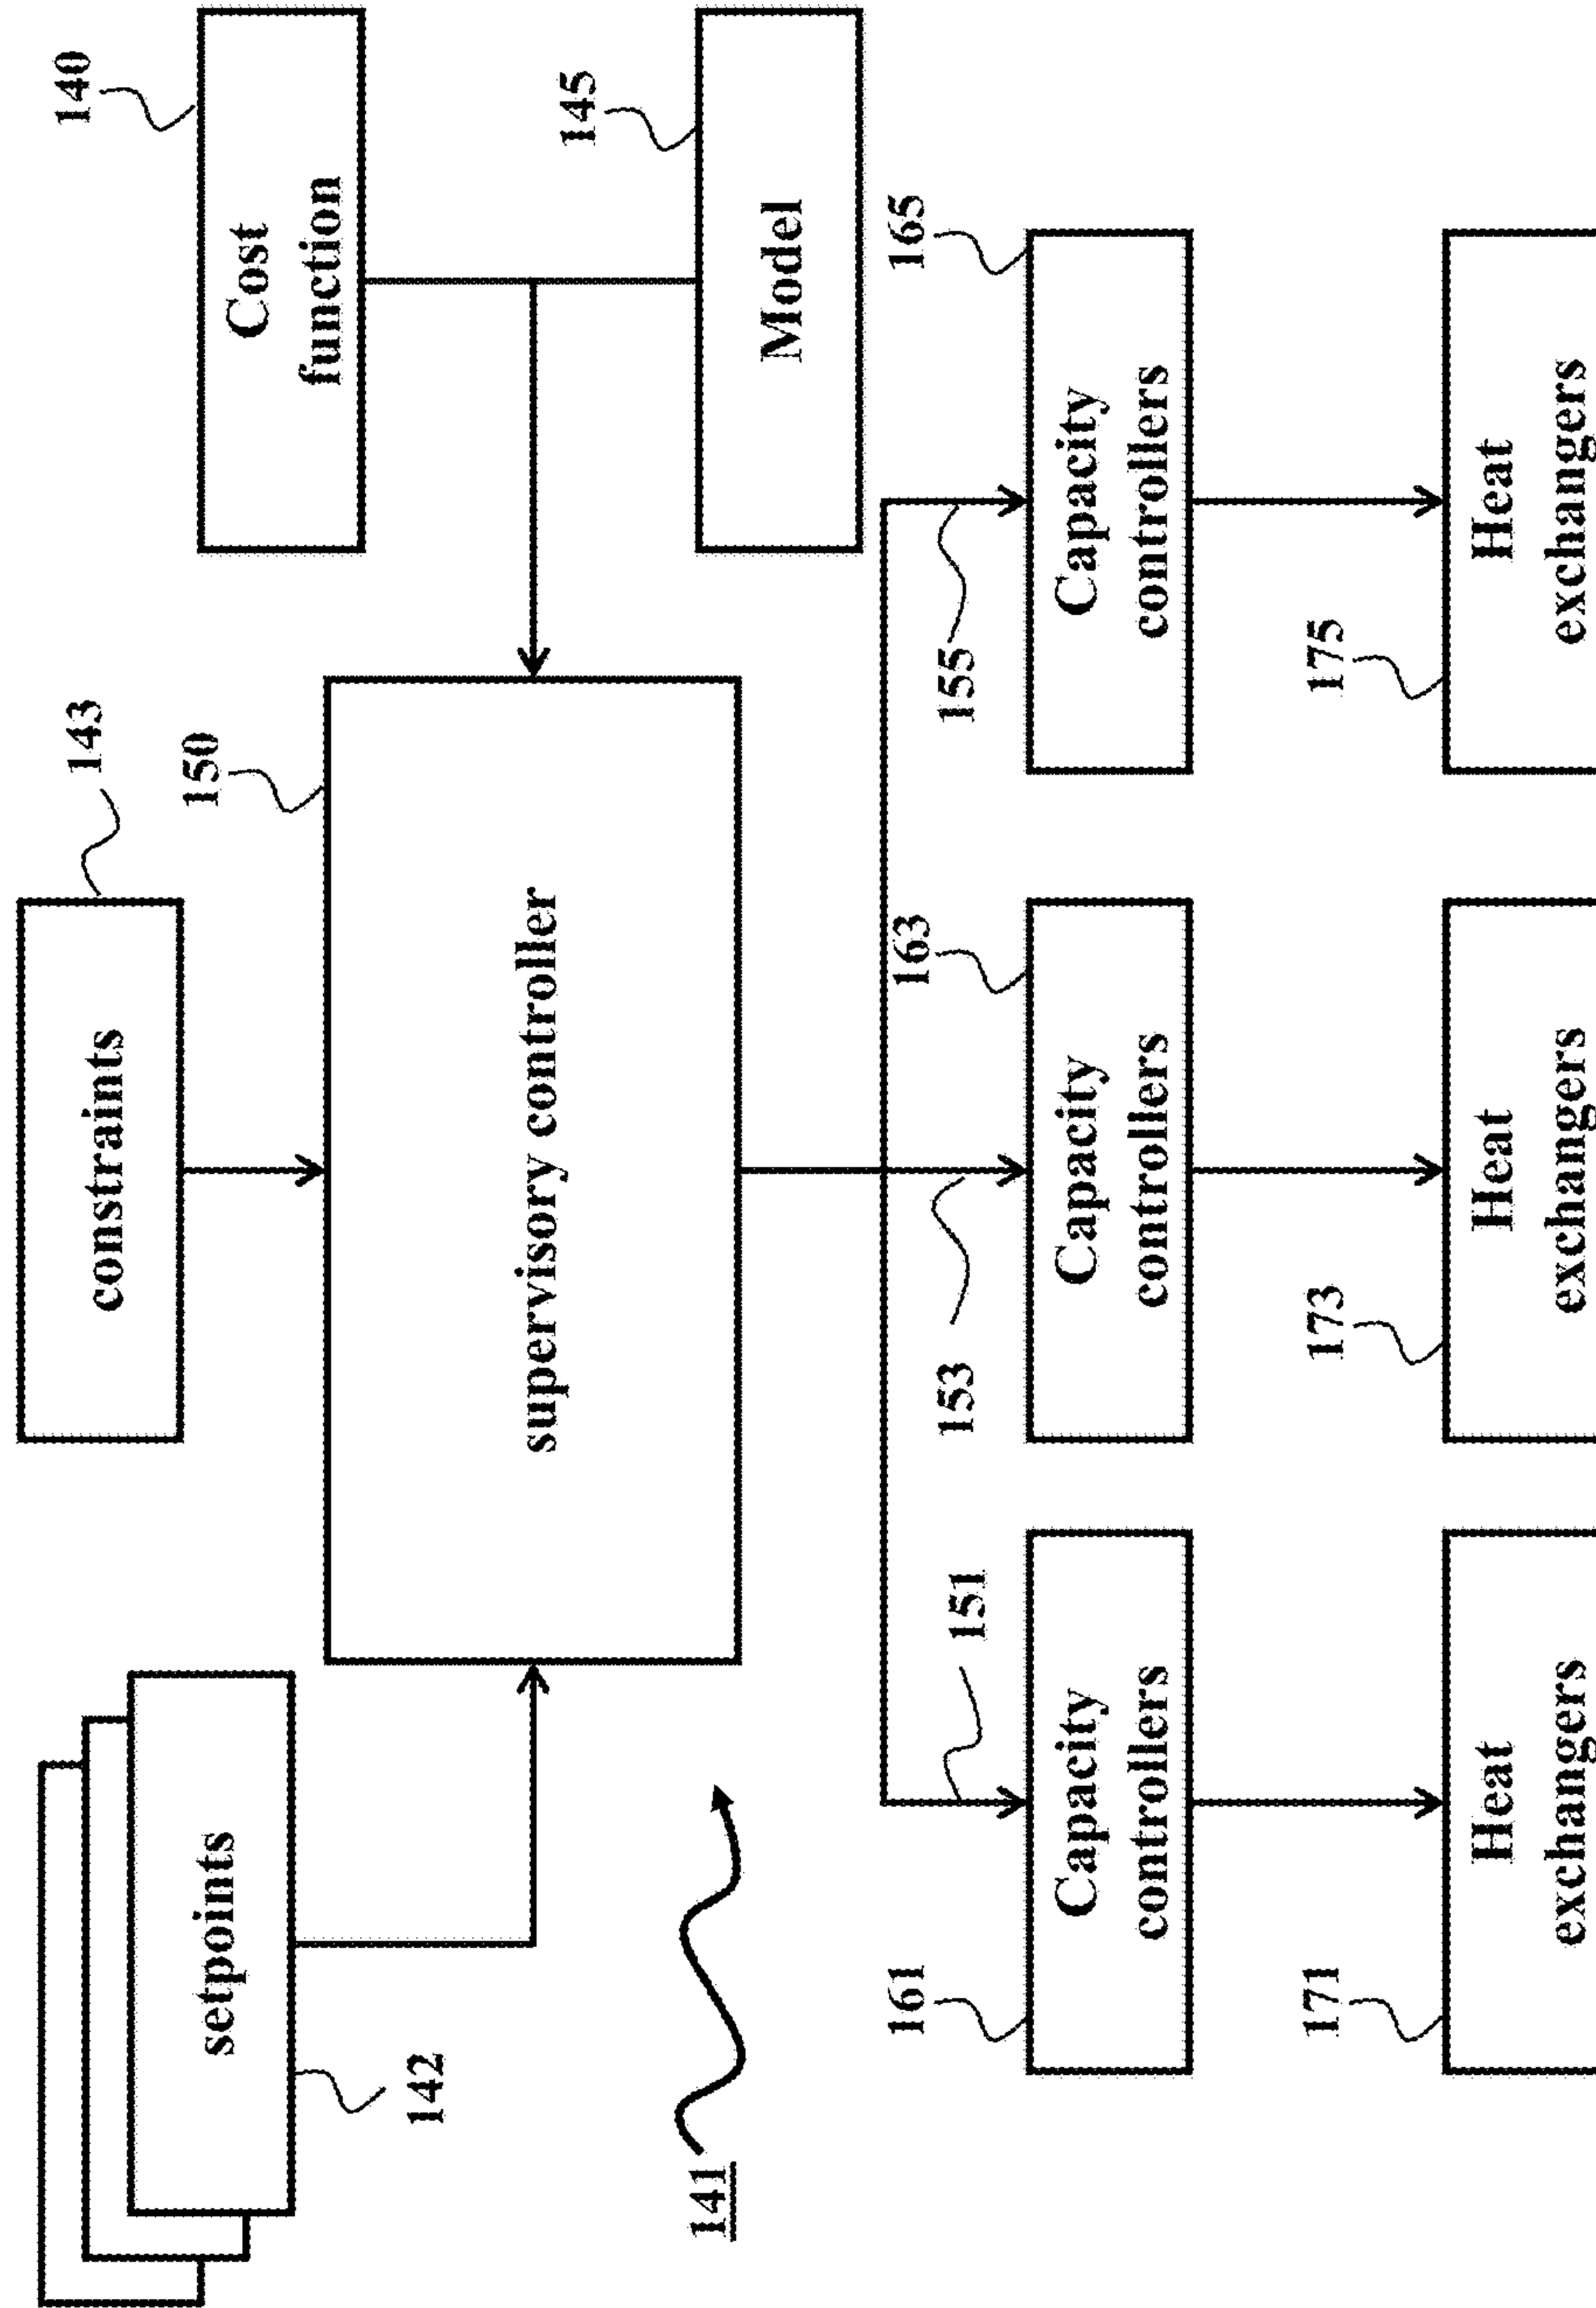 constraints
143
140
Cost
function
setpoints
142
150
supervisory controller
145
Model
141
161
151
163
153
165
155
Capacity
controllers
Capacity
controllers
Capacity
controllers
171
173
175
Heat
exchangers
Heat
exchangers
Heat
exchangers